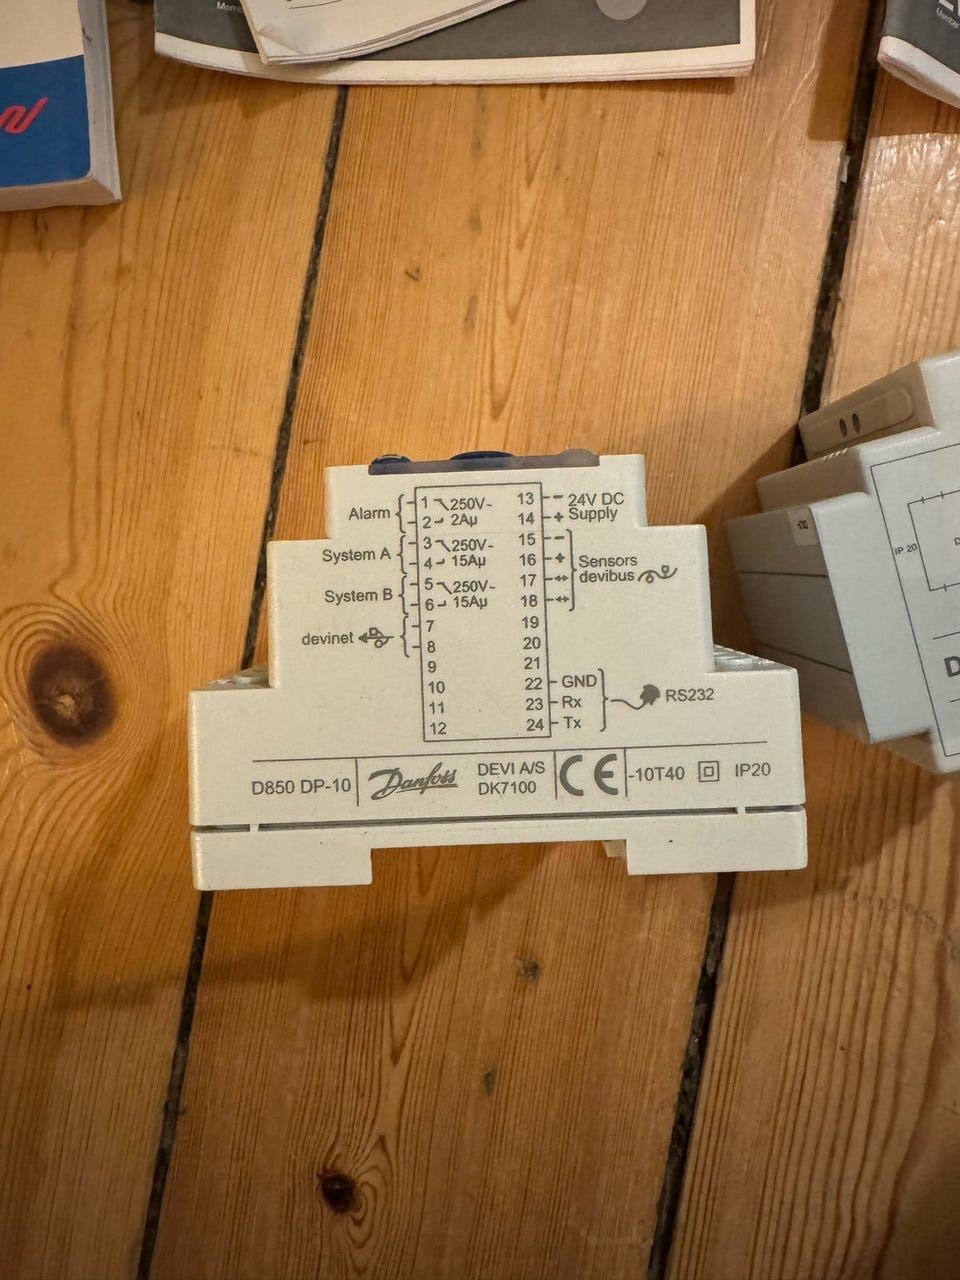 Alarm
1 250V~
2 2Aµ
System A
3 250V~
4 15Aµ
System B
5 250V~
6 15Aµ
devinet
7
8
9
10
11
12
13 - 24V DC
14 + Supply
15 -
16 + Sensors
17 ↔ devibus
18 ↔
19
20
21
22 GND
23 Rx RS232
24 Tx
D850 DP-10
Danfoss
DEVI A/S
DK7100
CE
-10T40
IP20
IP 20
D